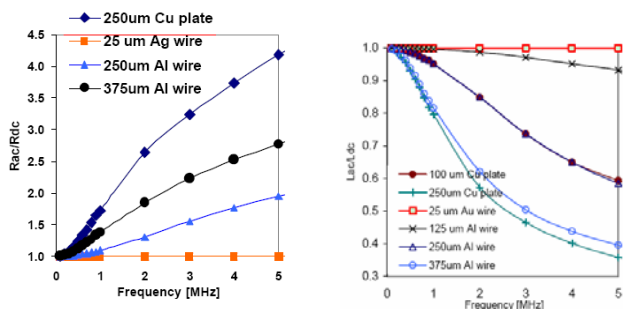 250um Cu plate
25 um Ag wire
250um Al wire
375um Al wire
4.5
4.0
3.5
3.0
2.5
2.0
1.5
1.0
Rac/Rdc
0 1 2 3 4 5
Frequency [MHz]
1.0
0.9
0.8
0.7
0.6
0.5
0.4
0.3
Lac/Ldc
100 um Cu plate
250um Cu plate
25 um Au wire
125 um Al wire
250um Al wire
375um Al wire
0 1 2 3 4 5
Frequency [MHz]